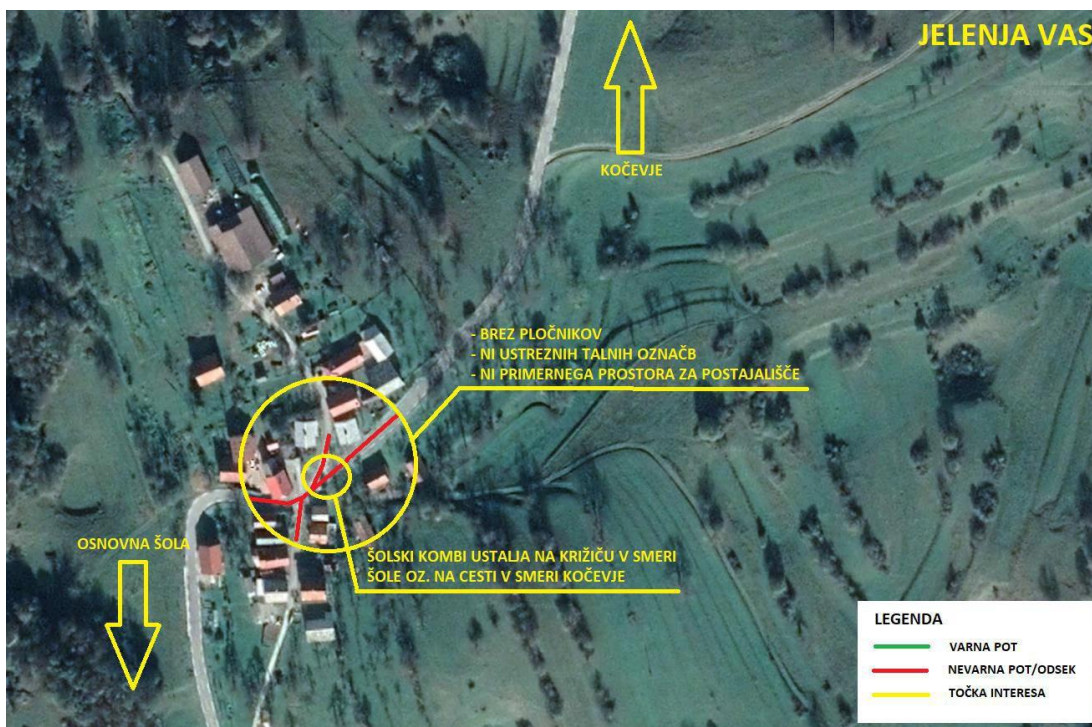 JELENJA VAS
KOČEVJE
- BREZ PLOČNIKOV
- NI USTREZNIH TALNIH OZNAČB
- NI PRIMERNEGA PROSTORA ZA POSTAJALIŠČE
OSNOVNA ŠOLA
ŠOLSKI KOMBI USTALJA NA KRIŽIČU V SMERI
ŠOLE OZ. NA CESTI V SMERI KOČEVJE
LEGENDA
VARNA POT
NEVARNA POT/ODSEK
TOČKA INTERESA